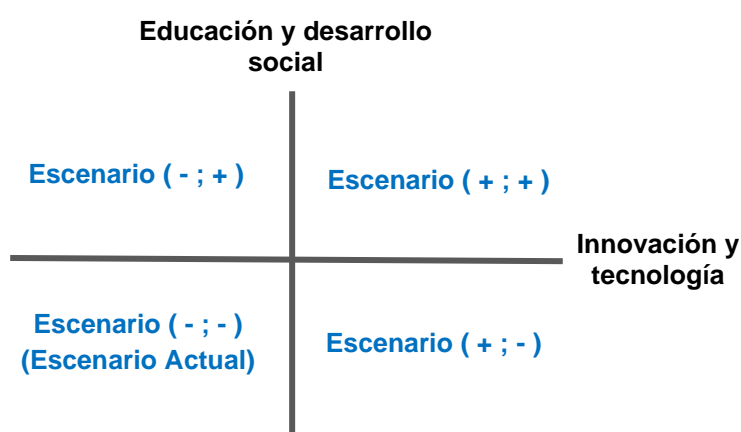 Educación y desarrollo
social
Escenario ( - ; + )
Escenario ( + ; + )
Innovación y
tecnología
Escenario ( - ; - )
(Escenario Actual)
Escenario ( + ; - )